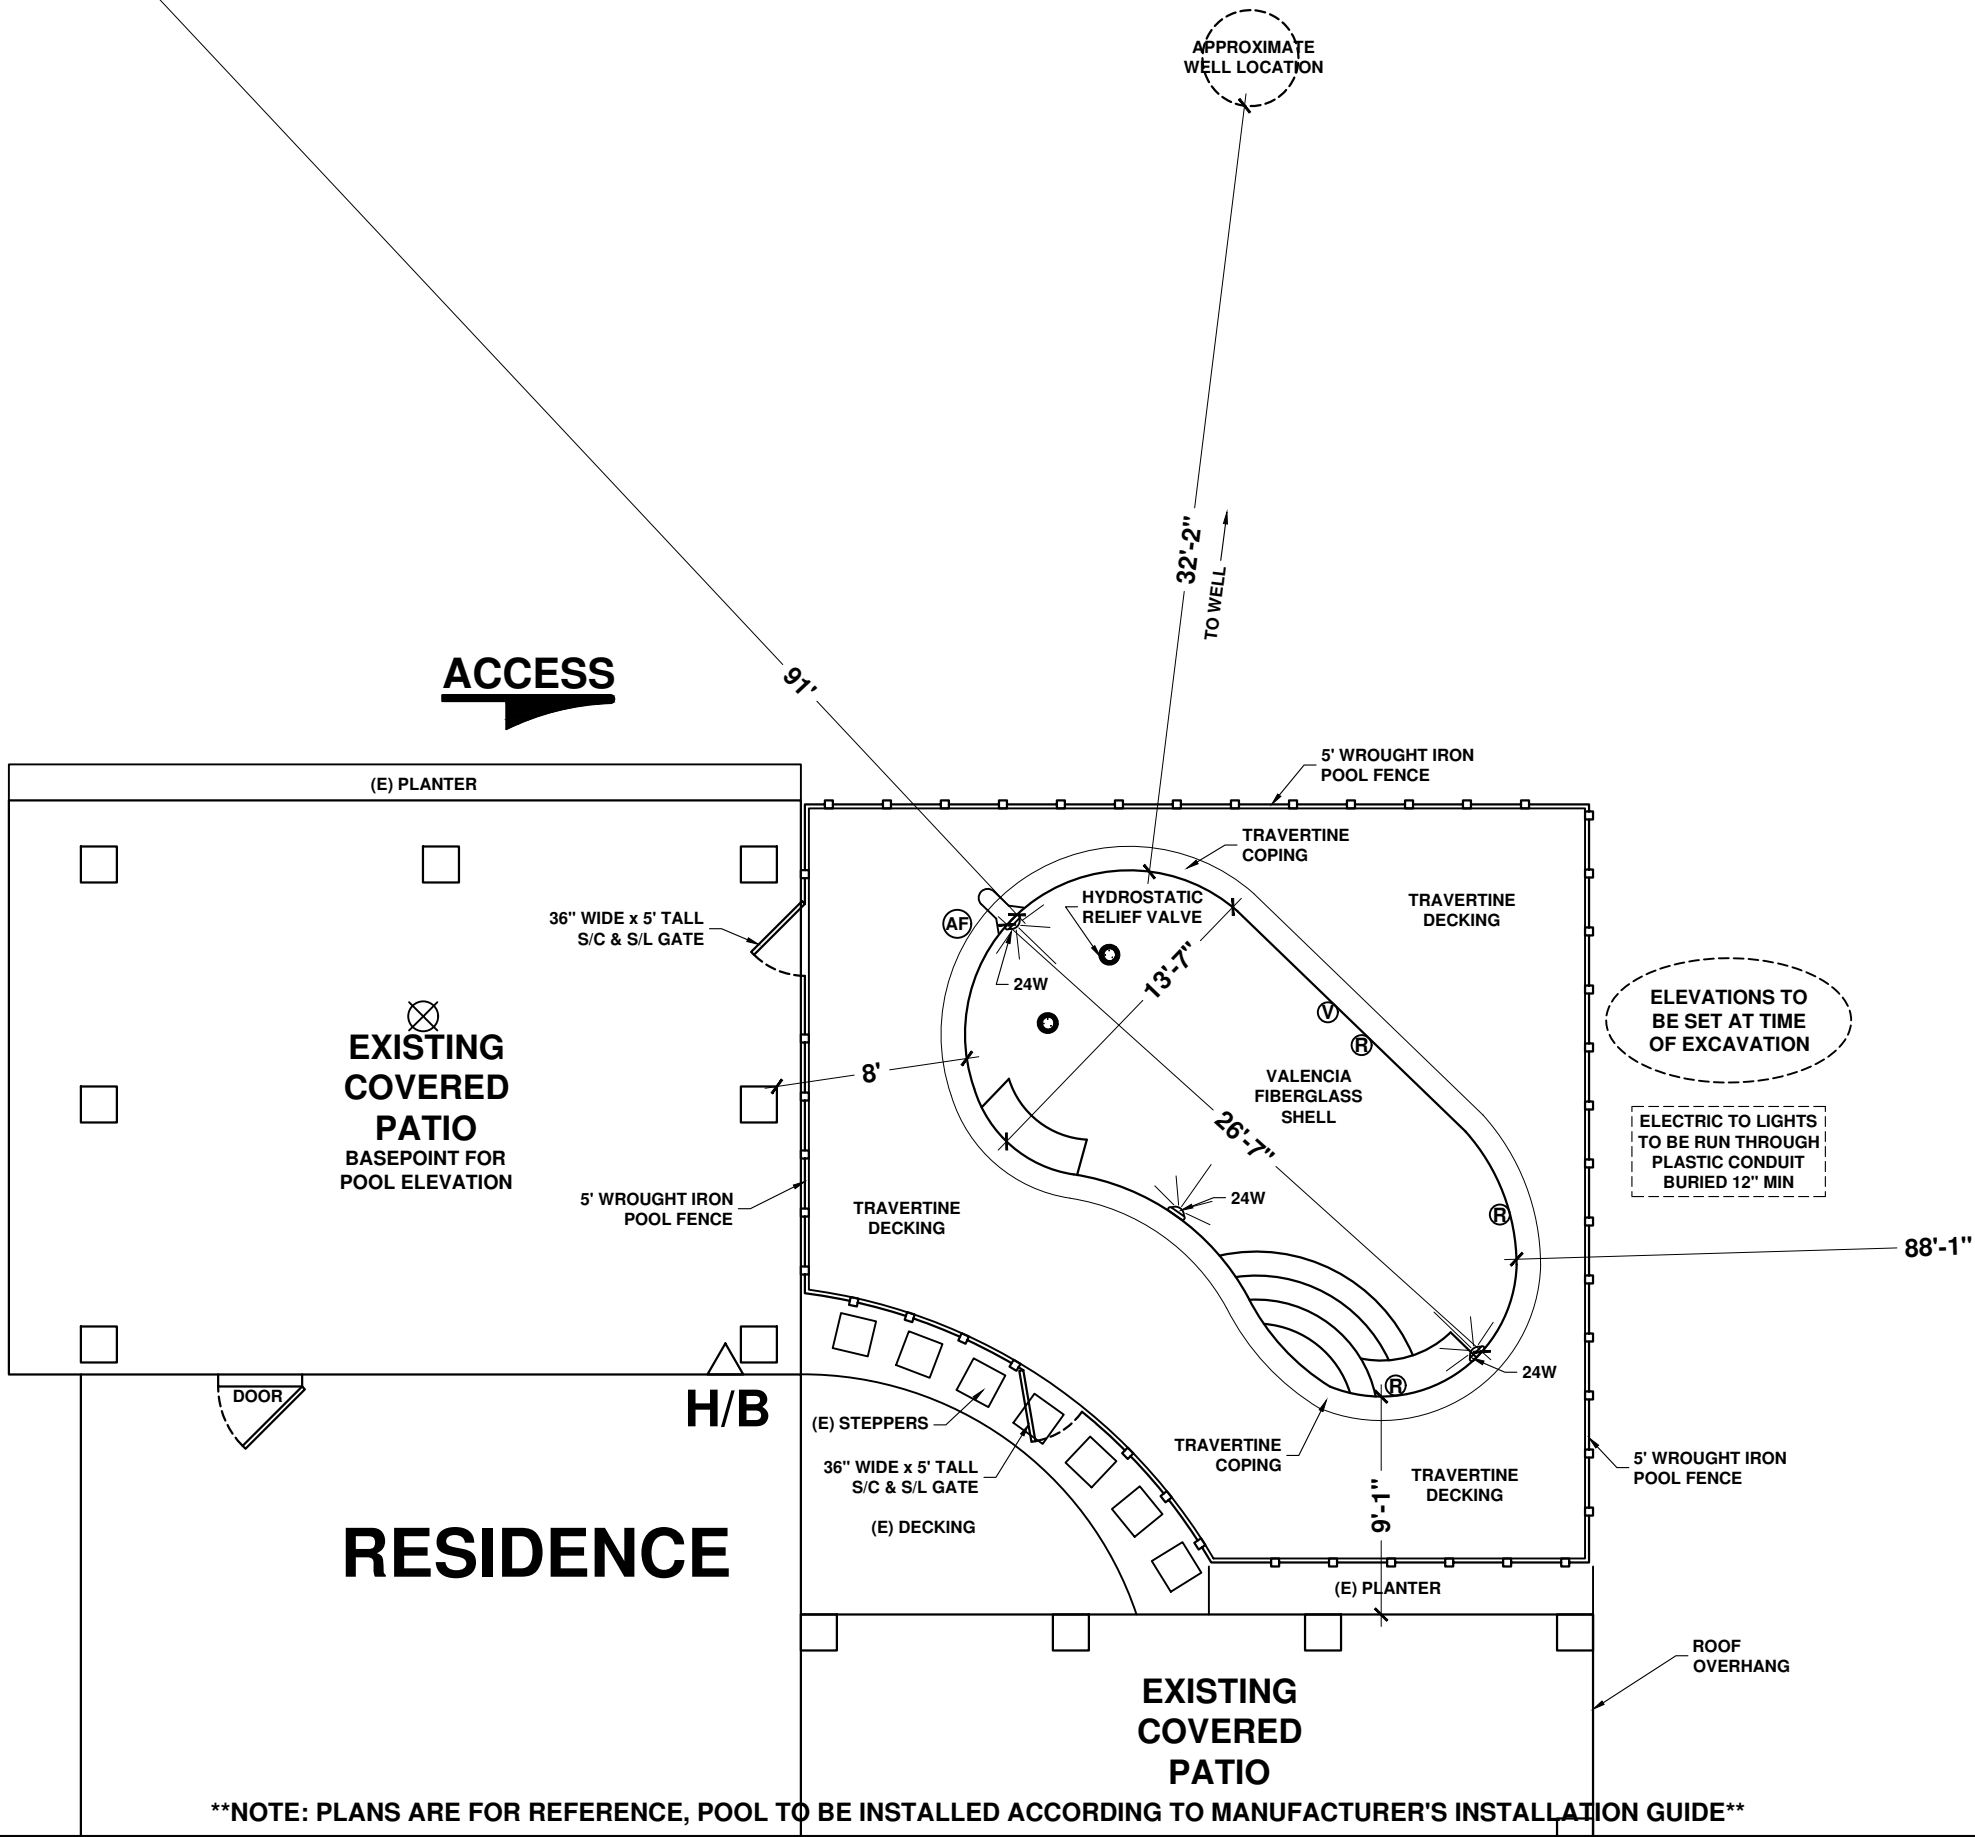 APPROXIMATE
WELL LOCATION
32'-2"
TO WELL
ACCESS
91'
5' WROUGHT IRON
POOL FENCE
(E) PLANTER
TRAVERTINE
COPING
HYDROSTATIC
RELIEF VALVE
TRAVERTINE
DECKING
36" WIDE x 5' TALL
S/C & S/L GATE
AF
24W
13'-7"
V
R
ELEVATIONS TO
BE SET AT TIME
OF EXCAVATION
EXISTING
COVERED
PATIO
BASEPOINT FOR
POOL ELEVATION
8'
VALENCIA
FIBERGLASS
SHELL
26'-7"
ELECTRIC TO LIGHTS
TO BE RUN THROUGH
PLASTIC CONDUIT
BURIED 12" MIN
5' WROUGHT IRON
POOL FENCE
TRAVERTINE
DECKING
24W
R
88'-1"
DOOR
H/B
(E) STEPPERS
R
24W
36" WIDE x 5' TALL
S/C & S/L GATE
TRAVERTINE
COPING
TRAVERTINE
DECKING
5' WROUGHT IRON
POOL FENCE
9'-1"
(E) DECKING
RESIDENCE
(E) PLANTER
ROOF
OVERHANG
EXISTING
COVERED
PATIO
**NOTE: PLANS ARE FOR REFERENCE, POOL TO BE INSTALLED ACCORDING TO MANUFACTURER'S INSTALLATION GUIDE**